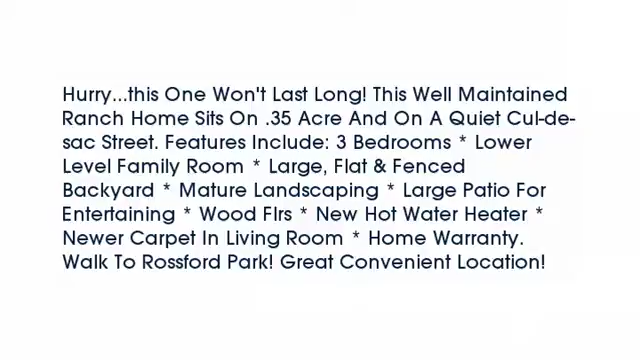 Hurry...this One Won't Last Long! This Well Maintained
Ranch Home Sits On .35 Acre And On A Quiet Cul-de-
sac Street. Features Include: 3 Bedrooms * Lower
Level Family Room * Large, Flat & Fenced
Backyard * Mature Landscaping * Large Patio For
Entertaining * Wood Flrs * New Hot Water Heater *
Newer Carpet In Living Room * Home Warranty.
Walk To Rossford Park! Great Convenient Location!